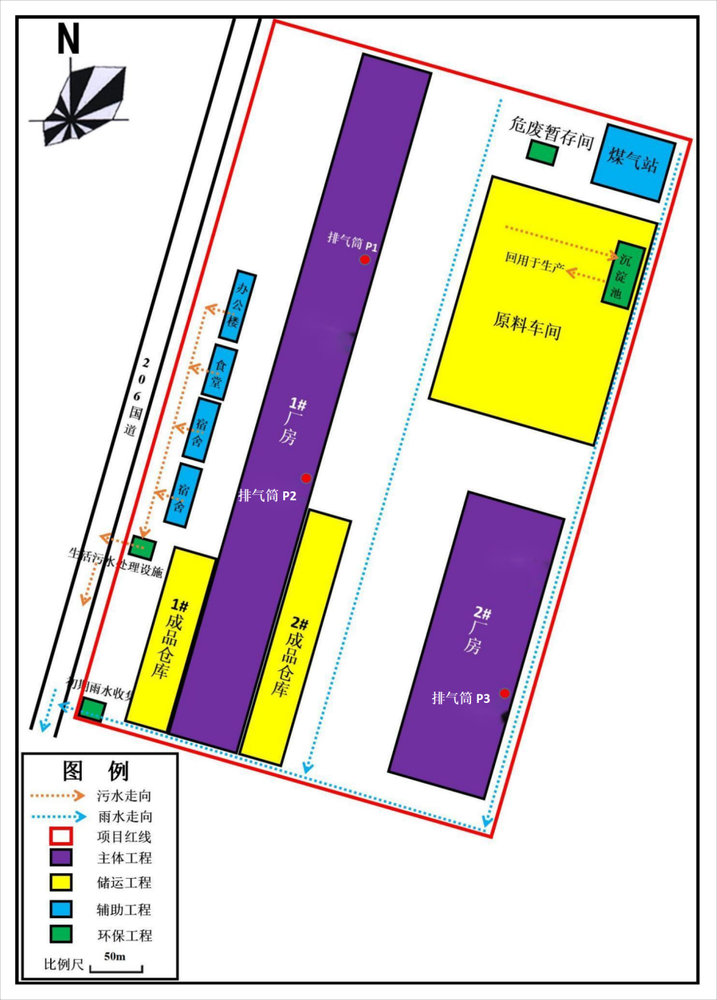 N
危废暂存间
煤气站
排气筒 P1
沉淀池
回用于生产
原料车间
办公楼
食堂
宿舍
宿舍
206国道
1#厂房
排气筒 P2
生活污水处理设施
1#成品仓库
2#成品仓库
2#厂房
排气筒 P3
初期雨水收集
图 例
污水走向
雨水走向
项目红线
主体工程
储运工程
辅助工程
环保工程
比例尺 50m